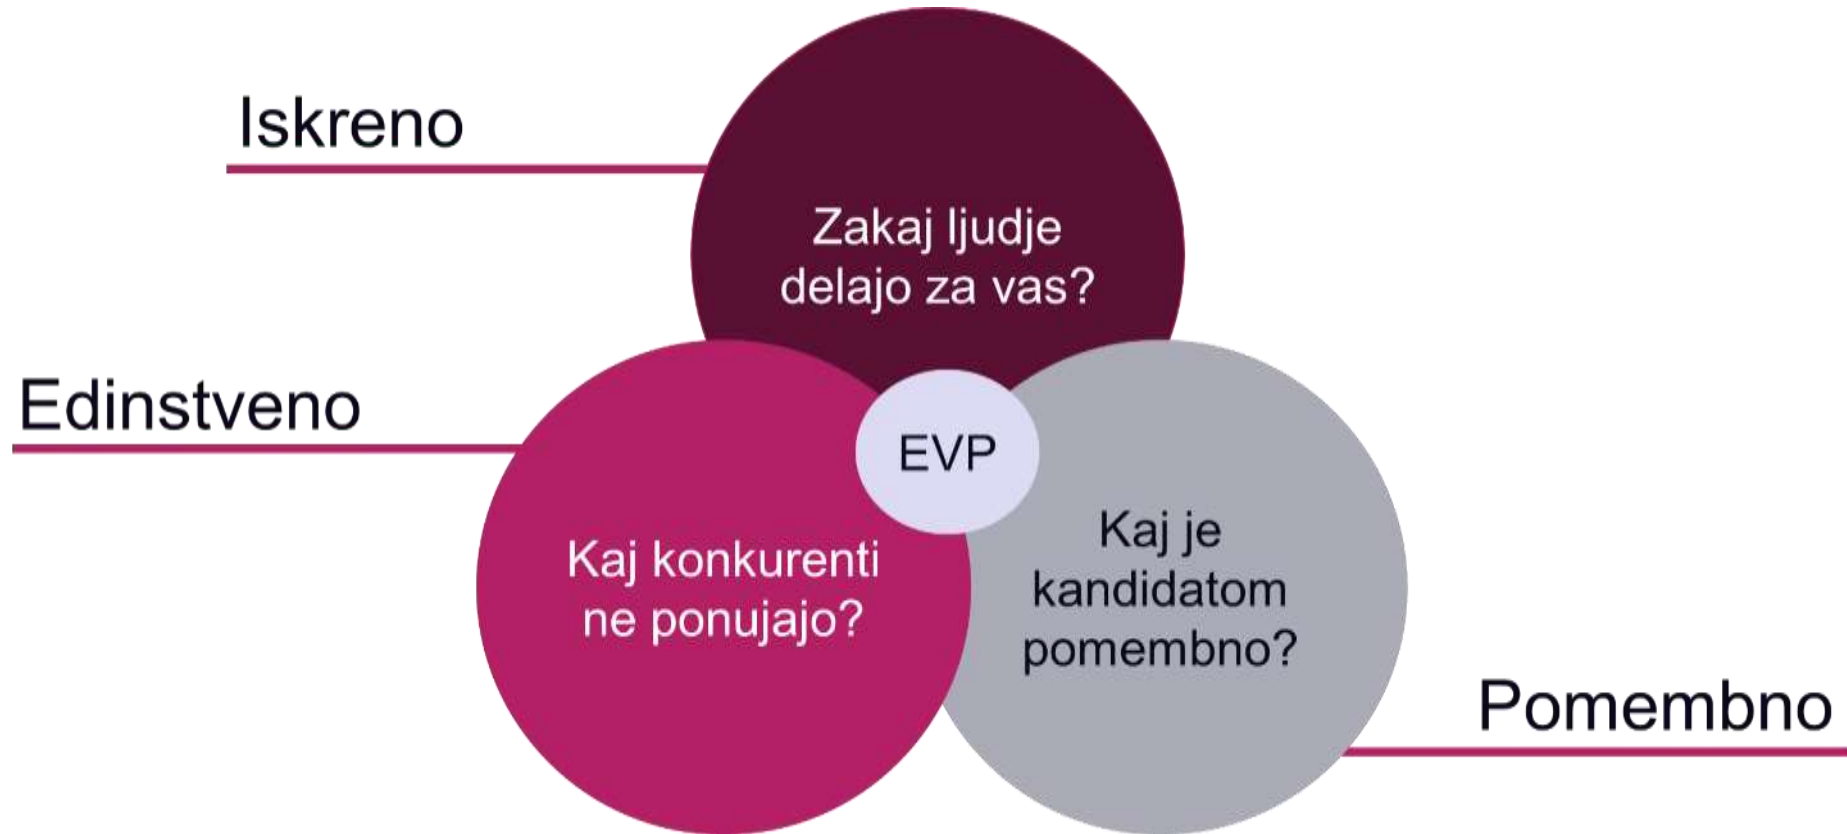 Iskreno
Zakaj ljudje
delajo za vas?
Edinstveno
EVP
Kaj konkurenti
ne ponujajo?
Kaj je
kandidatom
pomembno?
Pomembno